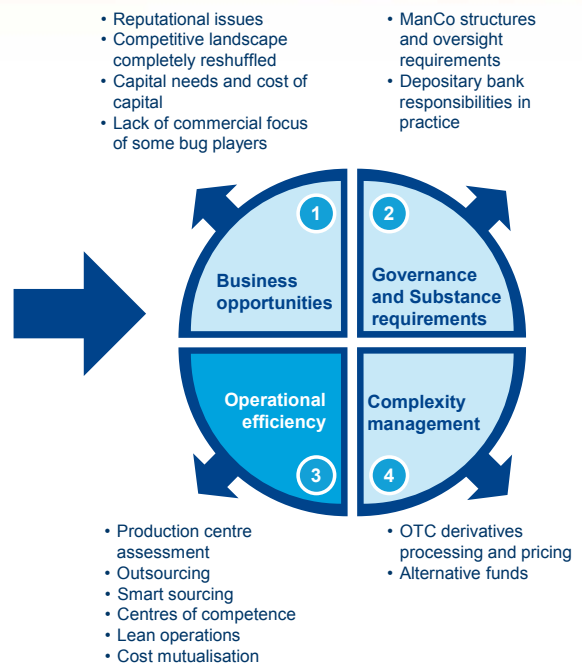 • Reputational issues
• Competitive landscape
completely reshuffled
• Capital needs and cost of
capital
• Lack of commercial focus
of some bug players
• ManCo structures
and oversight
requirements
• Depositary bank
responsibilities in
practice
1
Business
opportunities
2
Governance
and Substance
requirements
Operational
efficiency
3
Complexity
management
4
• Production centre
assessment
• Outsourcing
• Smart sourcing
• Centres of competence
• Lean operations
• Cost mutualisation
• OTC derivatives
processing and pricing
• Alternative funds